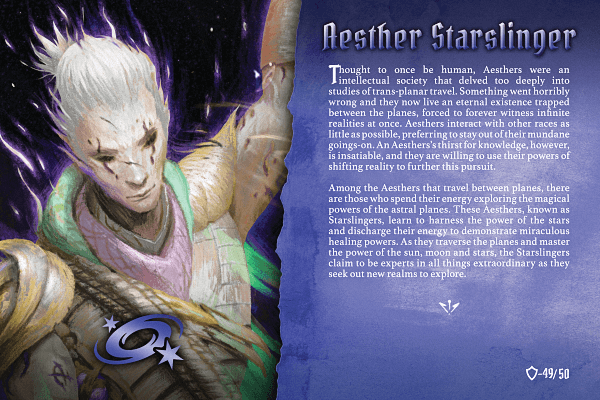 Aesther Starslinger
Thought to once be human, Aesthers were an
intellectual society that delved too deeply into
studies of trans-planar travel. Something went horribly
wrong and they now live an eternal existence trapped
between the planes, forced to forever witness infinite
realities at once. Aesthers interact with other races as
little as possible, preferring to stay out of their mundane
goings-on. An Aesthers's thirst for knowledge, however,
is insatiable, and they are willing to use their powers of
shifting reality to further this pursuit.
Among the Aesthers that travel between planes, there
are those who spend their energy exploring the magical
powers of the astral planes. These Aesthers, known as
Starslingers, learn to harness the power of the stars
and discharge their energy to demonstrate miraculous
healing powers. As they traverse the planes and master
the power of the sun, moon and stars, the Starslingers
claim to be experts in all things extraordinary as they
seek out new realms to explore.
-49/50